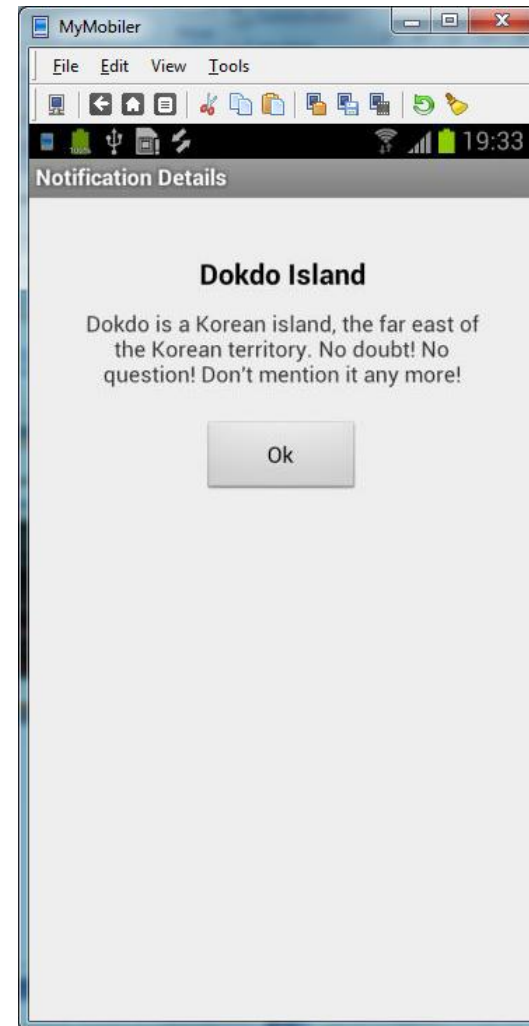 MyMobiler
File Edit View Tools
100%
19:33
Notification Details
Dokdo Island
Dokdo is a Korean island, the far east of
the Korean territory. No doubt! No
question! Don't mention it any more!
Ok